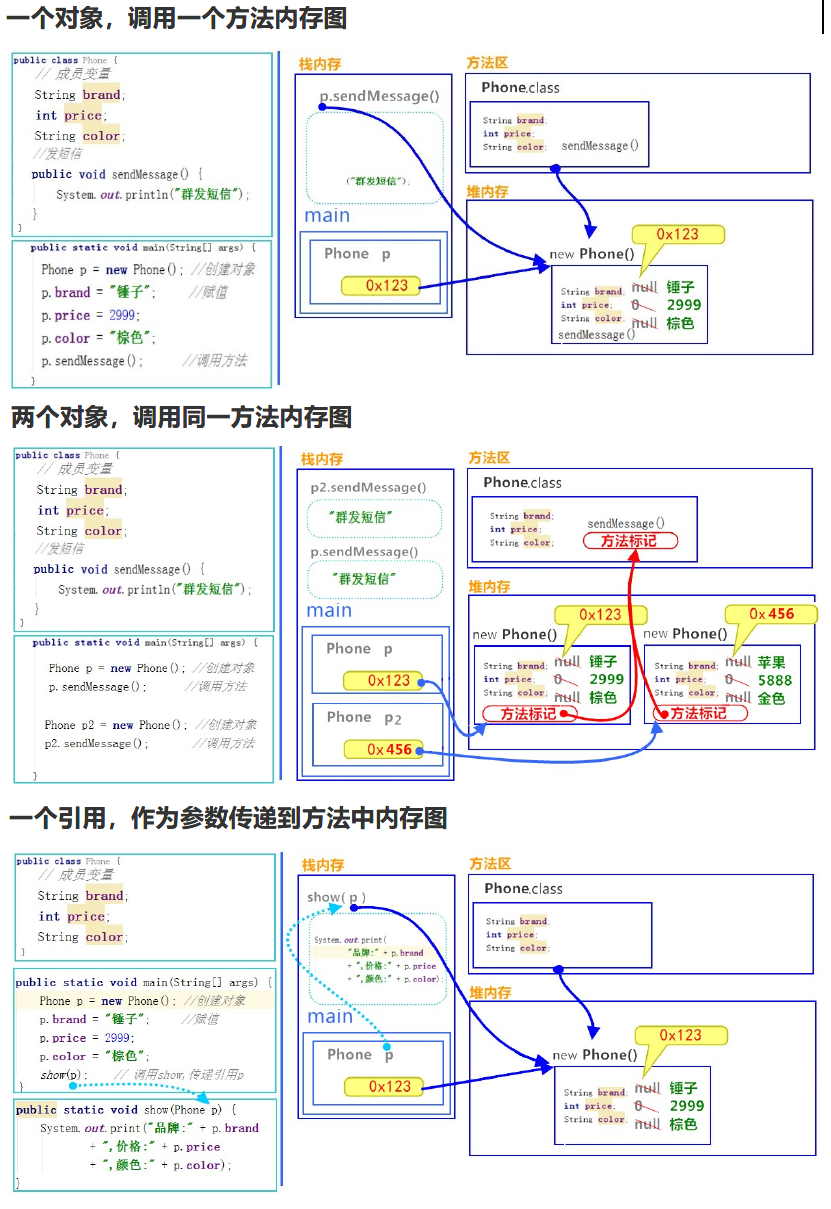 一个对象，调用一个方法内存图
public class Phone {
// 成员变量
String brand;
int price;
String color;
//发短信
public void sendMessage() {
System.out.println("群发短信");
}
}
public static void main(String[] args) {
Phone p = new Phone(); //创建对象
p.brand = "锤子"; //赋值
p.price = 2999;
p.color = "棕色";
p.sendMessage(); //调用方法
}
栈内存
p.sendMessage()
("群发短信");
main
Phone p
0x123
方法区
Phone.class
String brand;
int price;
String color; sendMessage()
堆内存
0x123
new Phone()
String brand; null 锤子
int price; 0 2999
String color; null 棕色
sendMessage()
两个对象，调用同一方法内存图
public class Phone {
// 成员变量
String brand;
int price;
String color;
//发短信
public void sendMessage() {
System.out.println("群发短信");
}
}
public static void main(String[] args) {
Phone p = new Phone(); //创建对象
p.sendMessage(); //调用方法
Phone p2 = new Phone(); //创建对象
p2.sendMessage(); //调用方法
}
栈内存
p2.sendMessage()
"群发短信"
p.sendMessage()
"群发短信"
main
Phone p
0x123
Phone p2
0x456
方法区
Phone.class
String brand;
int price;
String color;
sendMessage()
方法标记
堆内存
0x123
new Phone()
String brand; null 锤子
int price; 0 2999
String color; null 棕色
方法标记
0x456
new Phone()
String brand; null 苹果
int price; 0 5888
String color; null 金色
方法标记
一个引用，作为参数传递到方法中内存图
public class Phone {
// 成员变量
String brand;
int price;
String color;
}
public static void main(String[] args) {
Phone p = new Phone(); //创建对象
p.brand = "锤子"; //赋值
p.price = 2999;
p.color = "棕色";
show(p); // 调用show,传递引用p
}
public static void show(Phone p) {
System.out.print("品牌:" + p.brand
+ ",价格:" + p.price
+ ",颜色:" + p.color);
}
栈内存
show( p )
System.out.print(
"品牌:" + p.brand
+ ",价格:" + p.price
+ ",颜色:" + p.color);
main
Phone p
0x123
方法区
Phone.class
String brand;
int price;
String color;
堆内存
0x123
new Phone()
String brand; null 锤子
int price; 0 2999
String color; null 棕色